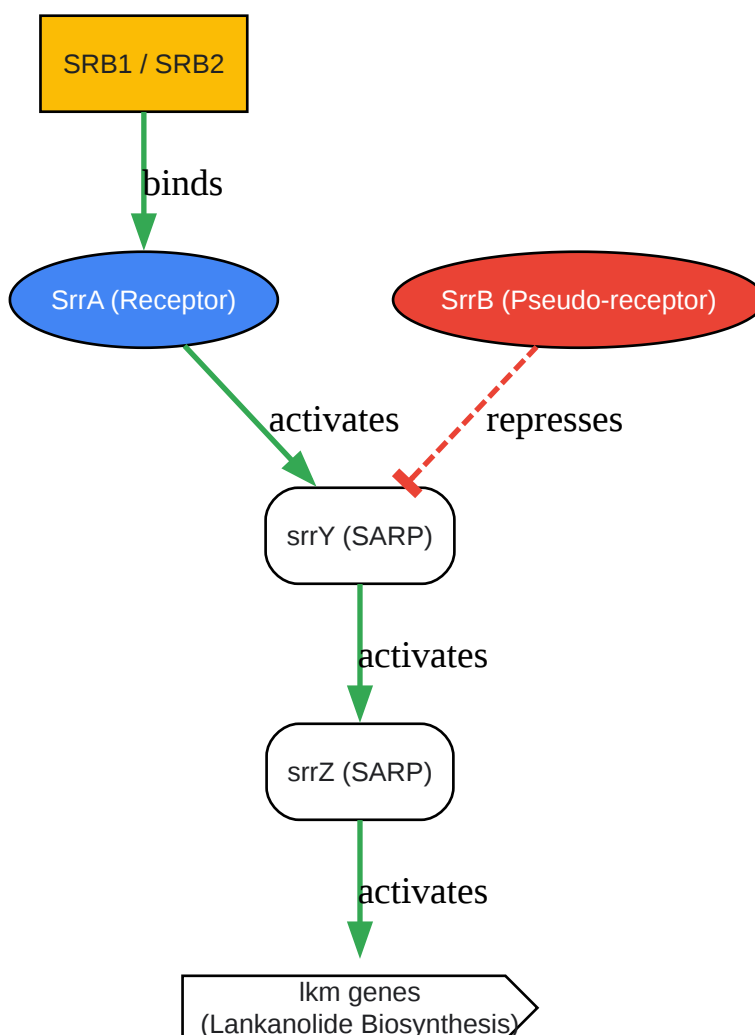 SRB1 / SRB2
binds
SrrA (Receptor)
SrrB (Pseudo-receptor)
activates
represses
srrY (SARP)
activates
srrZ (SARP)
activates
lkm genes
(Lankanolide Biosynthesis)